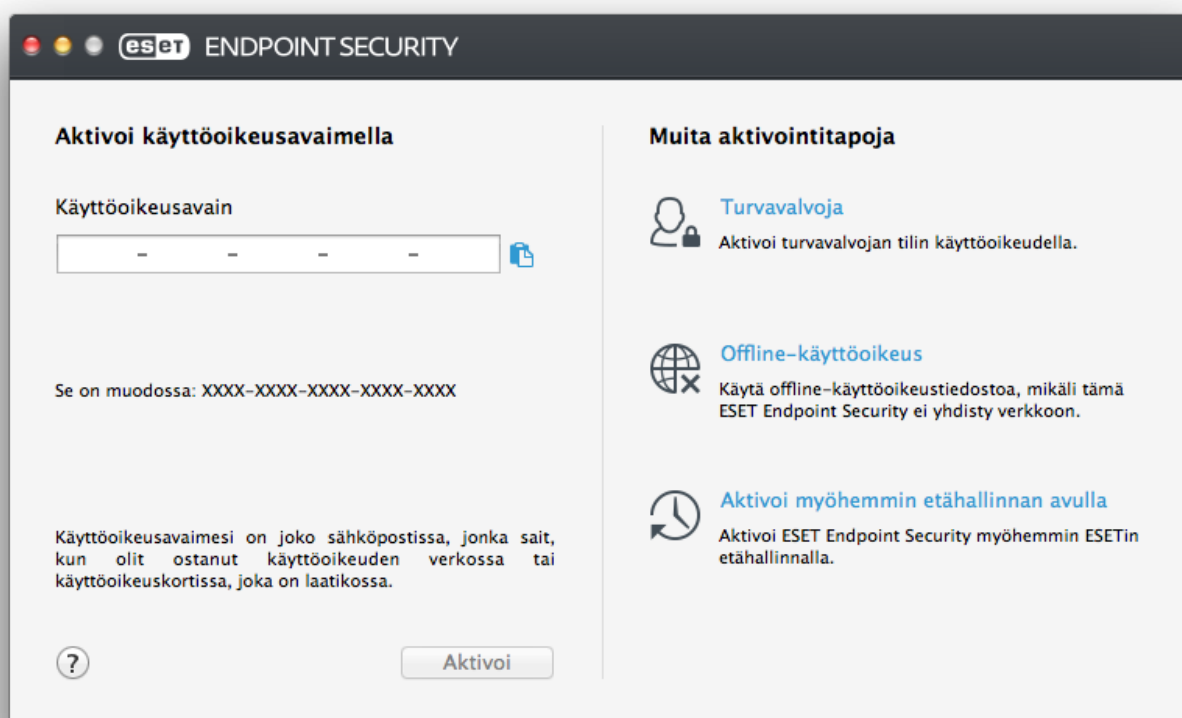 eset ENDPOINT SECURITY
Aktivoi käyttöoikeusavaimella
Käyttöoikeusavain
- - - -
Se on muodossa: XXXX-XXXX-XXXX-XXXX-XXXX
Käyttöoikeusavaimesi on joko sähköpostissa, jonka sait,
kun olit ostanut käyttöoikeuden verkossa tai
käyttöoikeuskortissa, joka on laatikossa.
?
Aktivoi
Muita aktivointitapoja
Turvavalvoja
Aktivoi turvavalvojan tilin käyttöoikeudella.
Offline-käyttöoikeus
Käytä offline-käyttöoikeustiedostoa, mikäli tämä
ESET Endpoint Security ei yhdisty verkkoon.
Aktivoi myöhemmin etähallinnan avulla
Aktivoi ESET Endpoint Security myöhemmin ESETin
etähallinnalla.